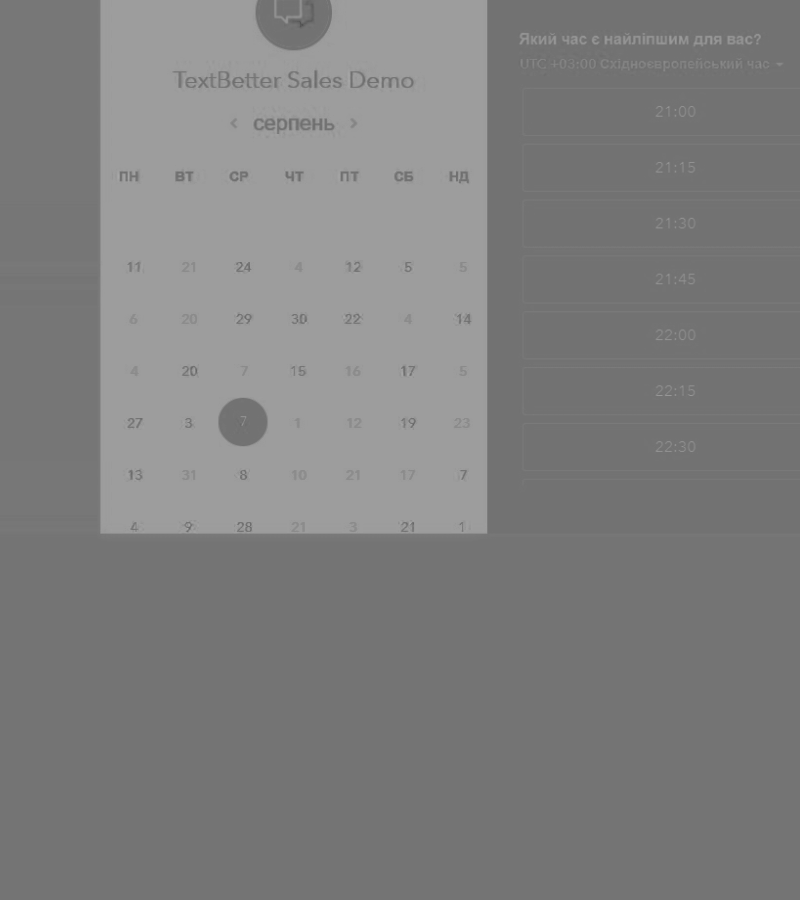 TextBetter Sales Demo
< серпень >
ПН ВТ СР ЧТ ПТ СБ НД
11 21 24 4 12 5 5
6 20 29 30 22 4 14
4 20 7 15 16 17 5
27 3 7 1 12 19 23
13 31 8 10 21 17 7
4 9 28 21 3 21 1
Який час є найліпшим для вас?
UTC +03:00 Східноєвропейський час
21:00
21:15
21:30
21:45
22:00
22:15
22:30